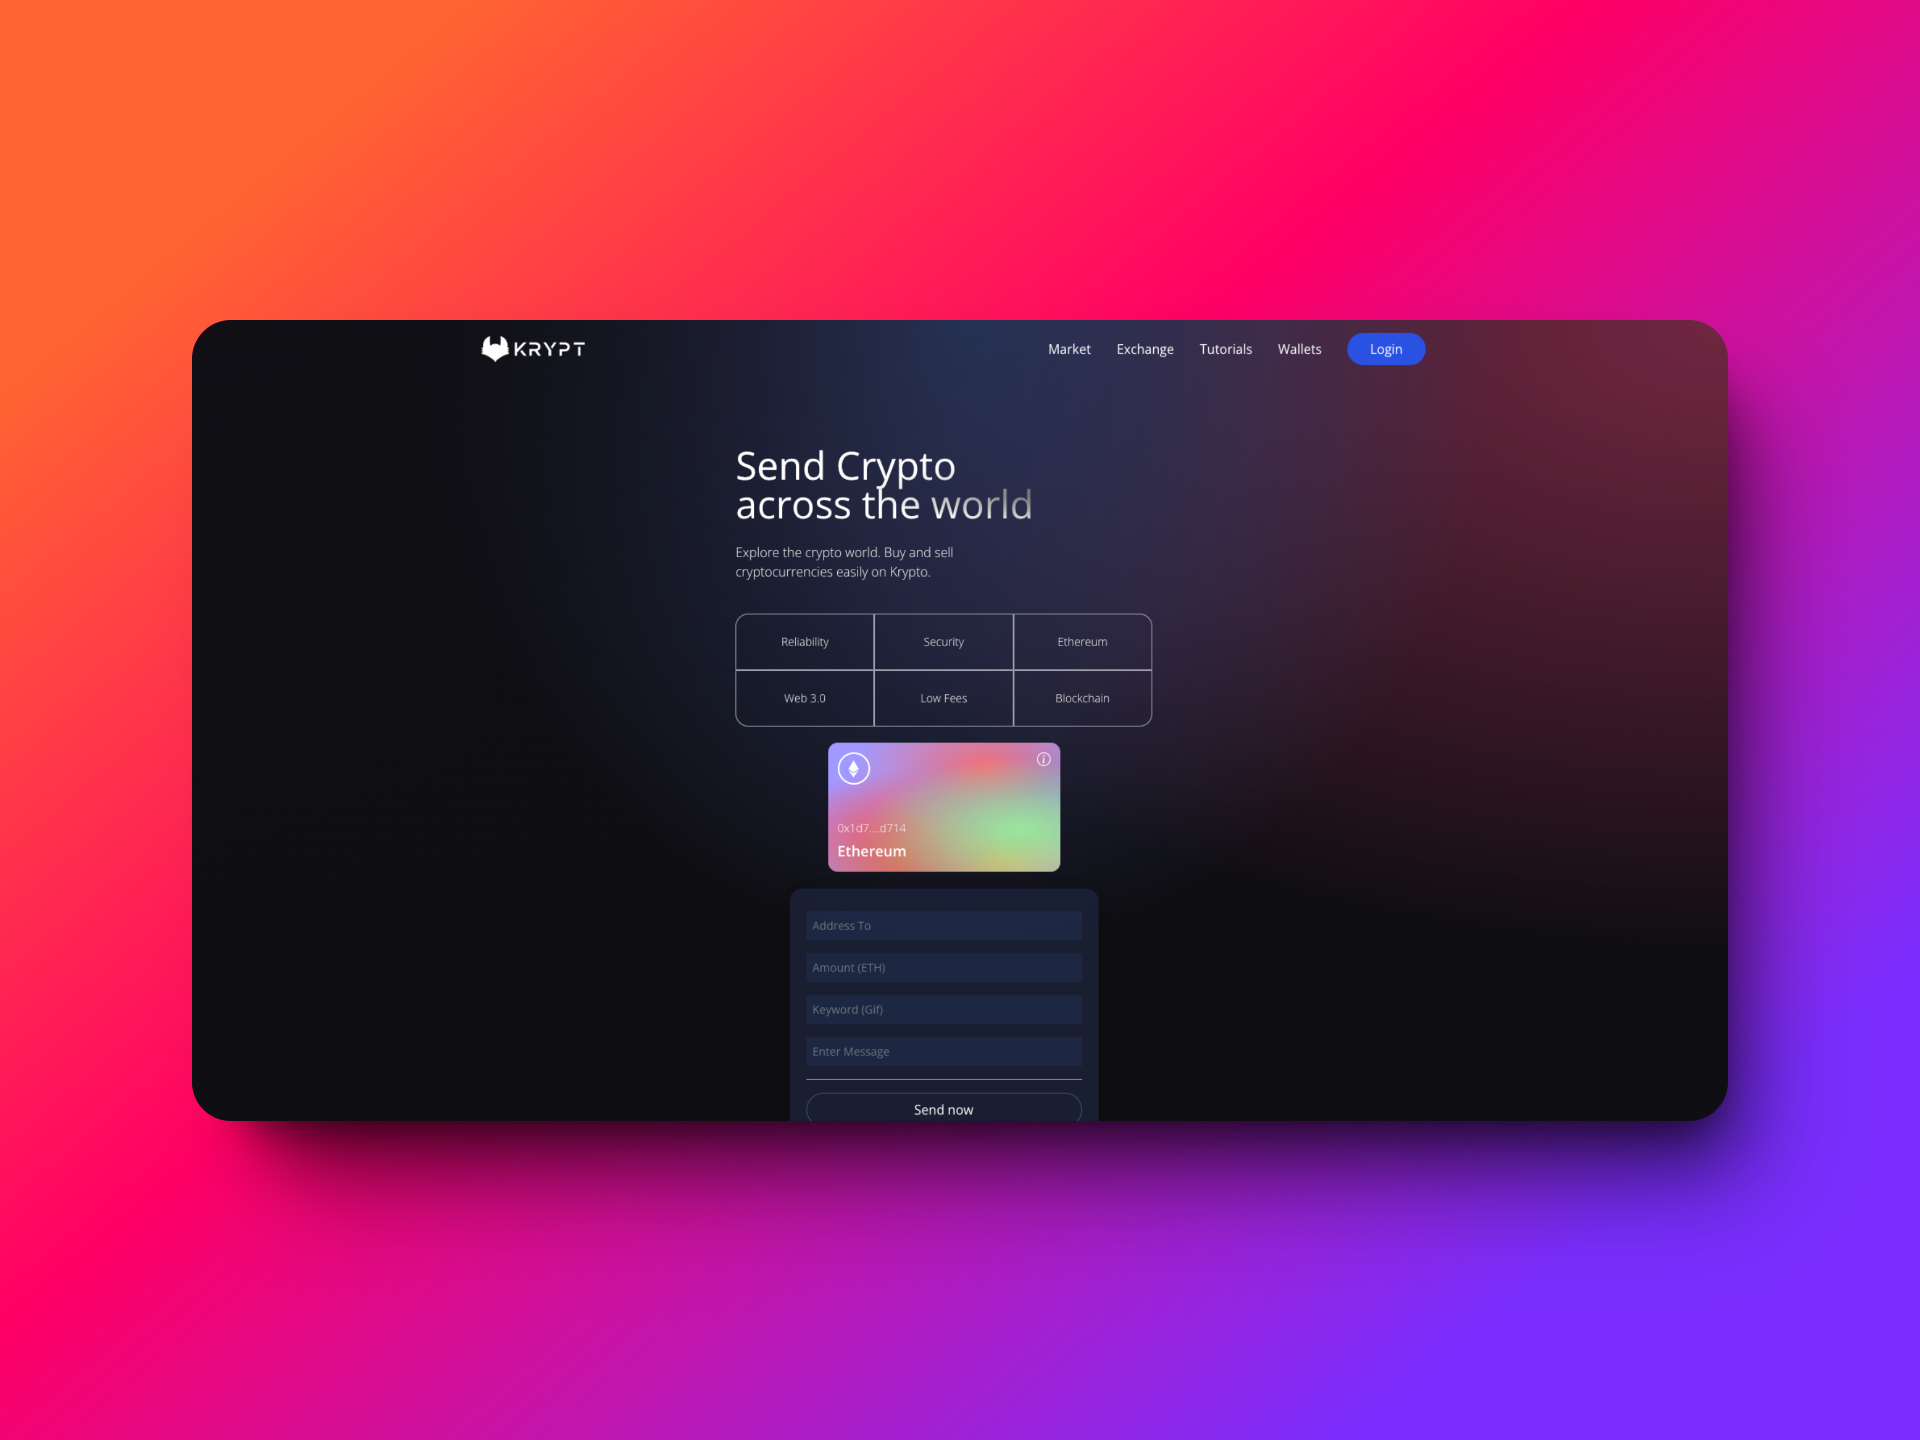 KRYPT
Market
Exchange
Tutorials
Wallets
Login
Send Crypto
across the world
Explore the crypto world. Buy and sell
cryptocurrencies easily on Krypto.
Reliability
Security
Ethereum
Web 3.0
Low Fees
Blockchain
0x1d7....d714
Ethereum
Address To
Amount (ETH)
Keyword (Gif)
Enter Message
Send now